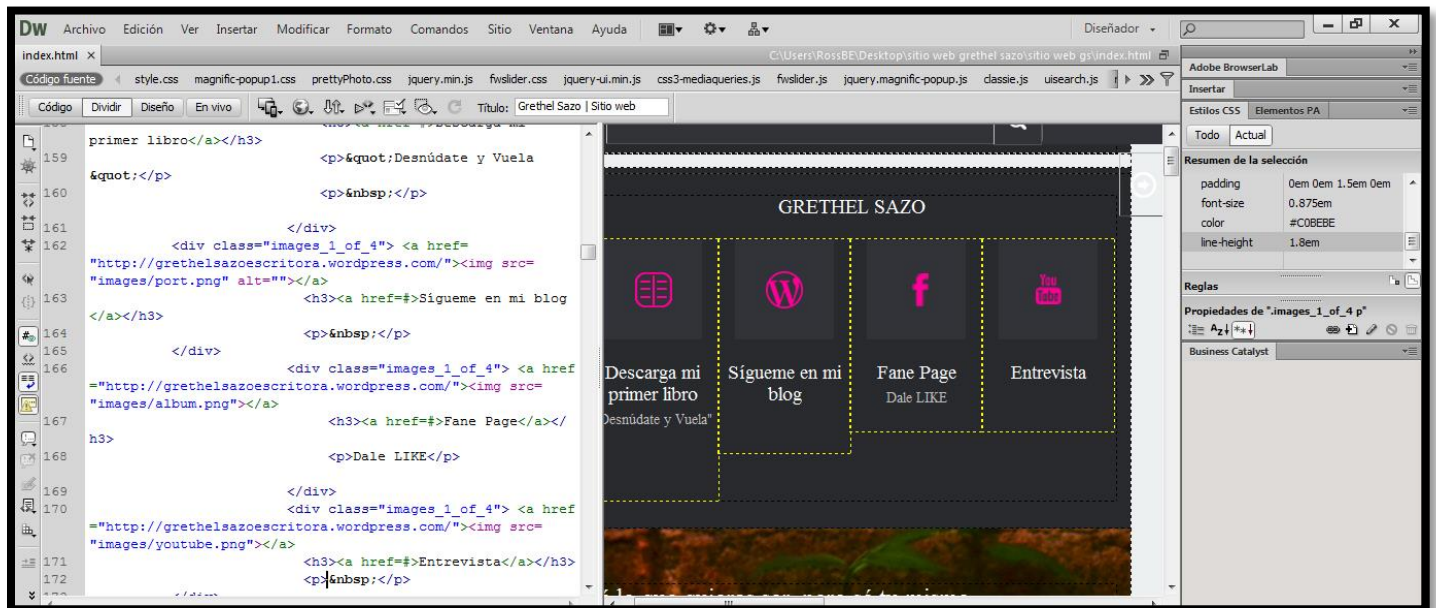 DW Archivo Edición Ver Insertar Modificar Formato Comandos Sitio Ventana Ayuda Diseñador
index.html × C:\Users\RossBE\Desktop\sitio web grethel sazo\sitio web gs\index.html
Código fuente style.css magnific-popup1.css prettyPhoto.css jquery.min.js fwslider.css jquery-ui.min.js css3-mediaqueries.js fwslider.js jquery.magnific-popup.js classie.js uisearch.js
Código Dividir Diseño En vivo Título: Grethel Sazo | Sitio web
primer libro</a></h3>
159 <p>&quot;Desnúdate y Vuela
&quot;</p>
160 <p>&nbsp;</p>
161 </div>
162 <div class="images_1_of_4"> <a href=
"http://grethelsazoescritora.wordpress.com/"><img src=
"images/port.png" alt=""></a>
163 <h3><a href=#>Sígueme en mi blog
</a></h3>
164 <p>&nbsp;</p>
165 </div>
166 <div class="images_1_of_4"> <a href
="http://grethelsazoescritora.wordpress.com/"><img src=
"images/album.png"></a>
167 <h3><a href=#>Fane Page</a></
h3>
168 <p>Dale LIKE</p>
169 </div>
170 <div class="images_1_of_4"> <a href
="http://grethelsazoescritora.wordpress.com/"><img src=
"images/youtube.png"></a>
171 <h3><a href=#>Entrevista</a></h3>
172 <p>&nbsp;</p>
GRETHEL SAZO
You
Tube
Descarga mi
primer libro
Desnúdate y Vuela"
Sígueme en mi
blog
Fane Page
Dale LIKE
Entrevista
Adobe BrowserLab
Insertar
Estilos CSS Elementos PA
Todo Actual
Resumen de la selección
padding 0em 0em 1.5em 0em
font-size 0.875em
color #C0BEBE
line-height 1.8em
Reglas
Propiedades de ".images_1_of_4 p"
Business Catalyst